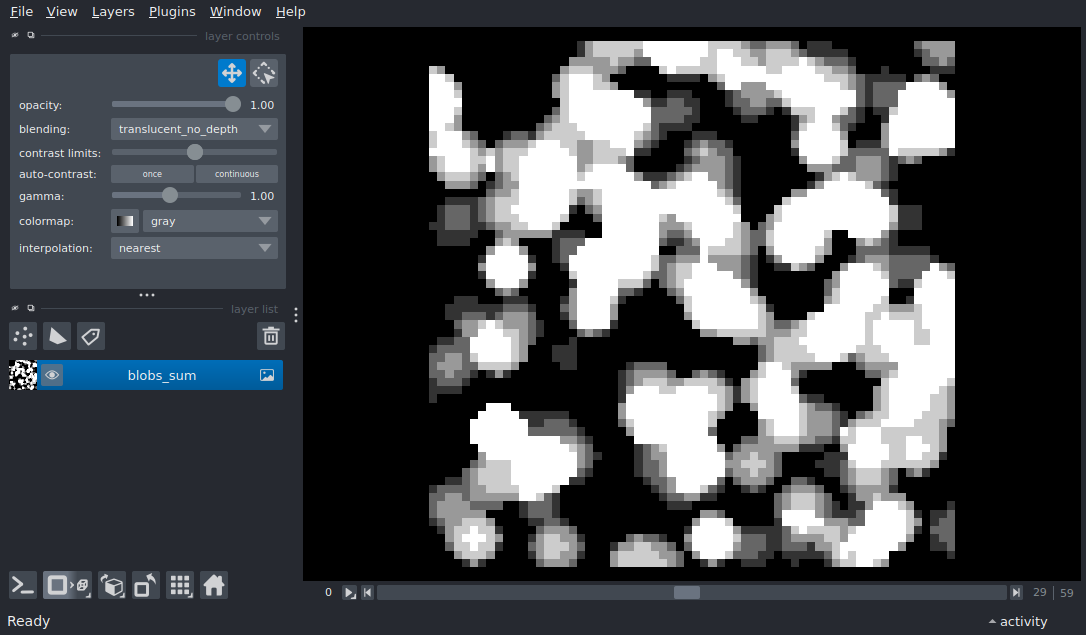 File View Layers Plugins Window Help
layer controls
opacity: 1.00
blending: translucent_no_depth
contrast limits:
auto-contrast: once continuous
gamma: 1.00
colormap: gray
interpolation: nearest
layer list
blobs_sum
0 29 59
Ready activity